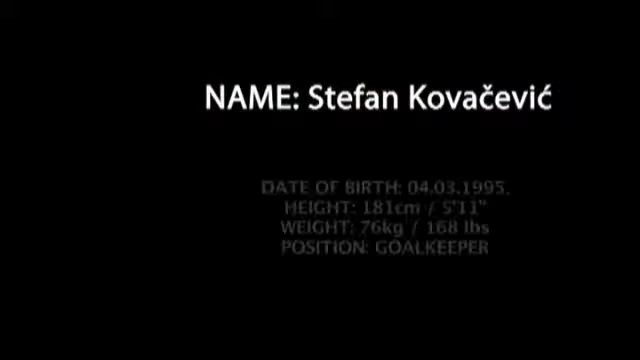 NAME: Stefan Kovačević
DATE OF BIRTH: 04.03.1995.
HEIGHT: 181cm / 5'11"
WEIGHT: 76kg / 168 lbs
POSITION: GOALKEEPER